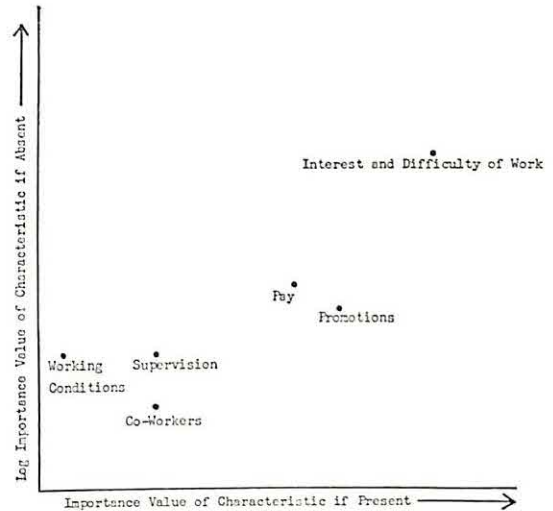 Log Importance Value of Characteristic if Absent
Interest and Difficulty of Work
Pay
Promotions
Working
Conditions
Supervision
Co-Workers
Importance Value of Characteristic if Present